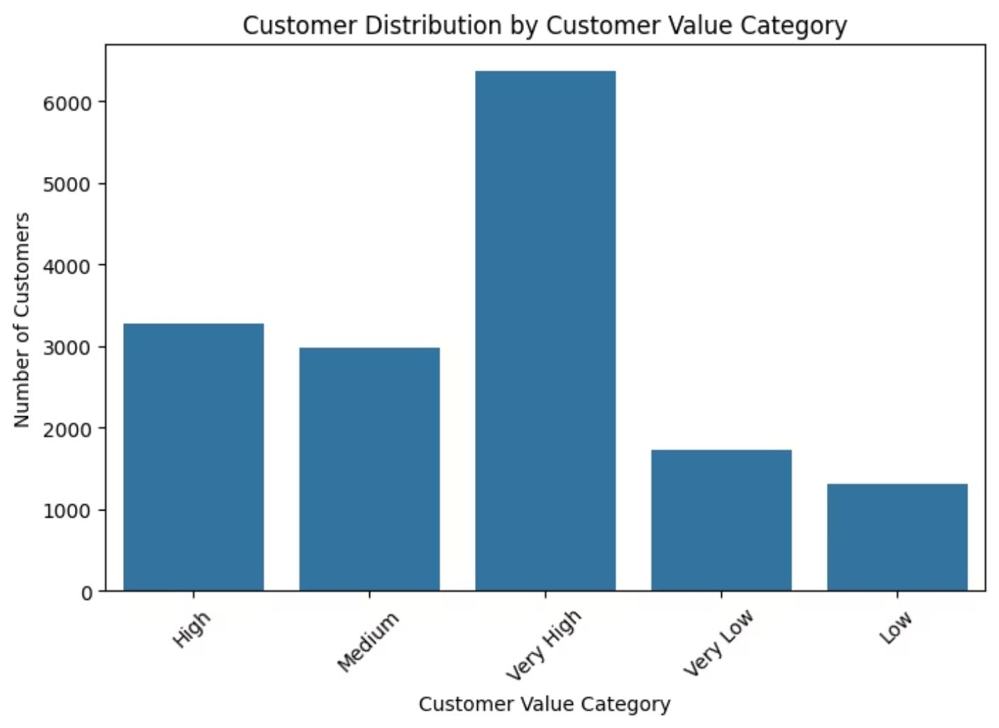 Customer Distribution by Customer Value Category
Number of Customers
6000
5000
4000
3000
2000
1000
0
High
Medium
Very High
Very Low
Low
Customer Value Category